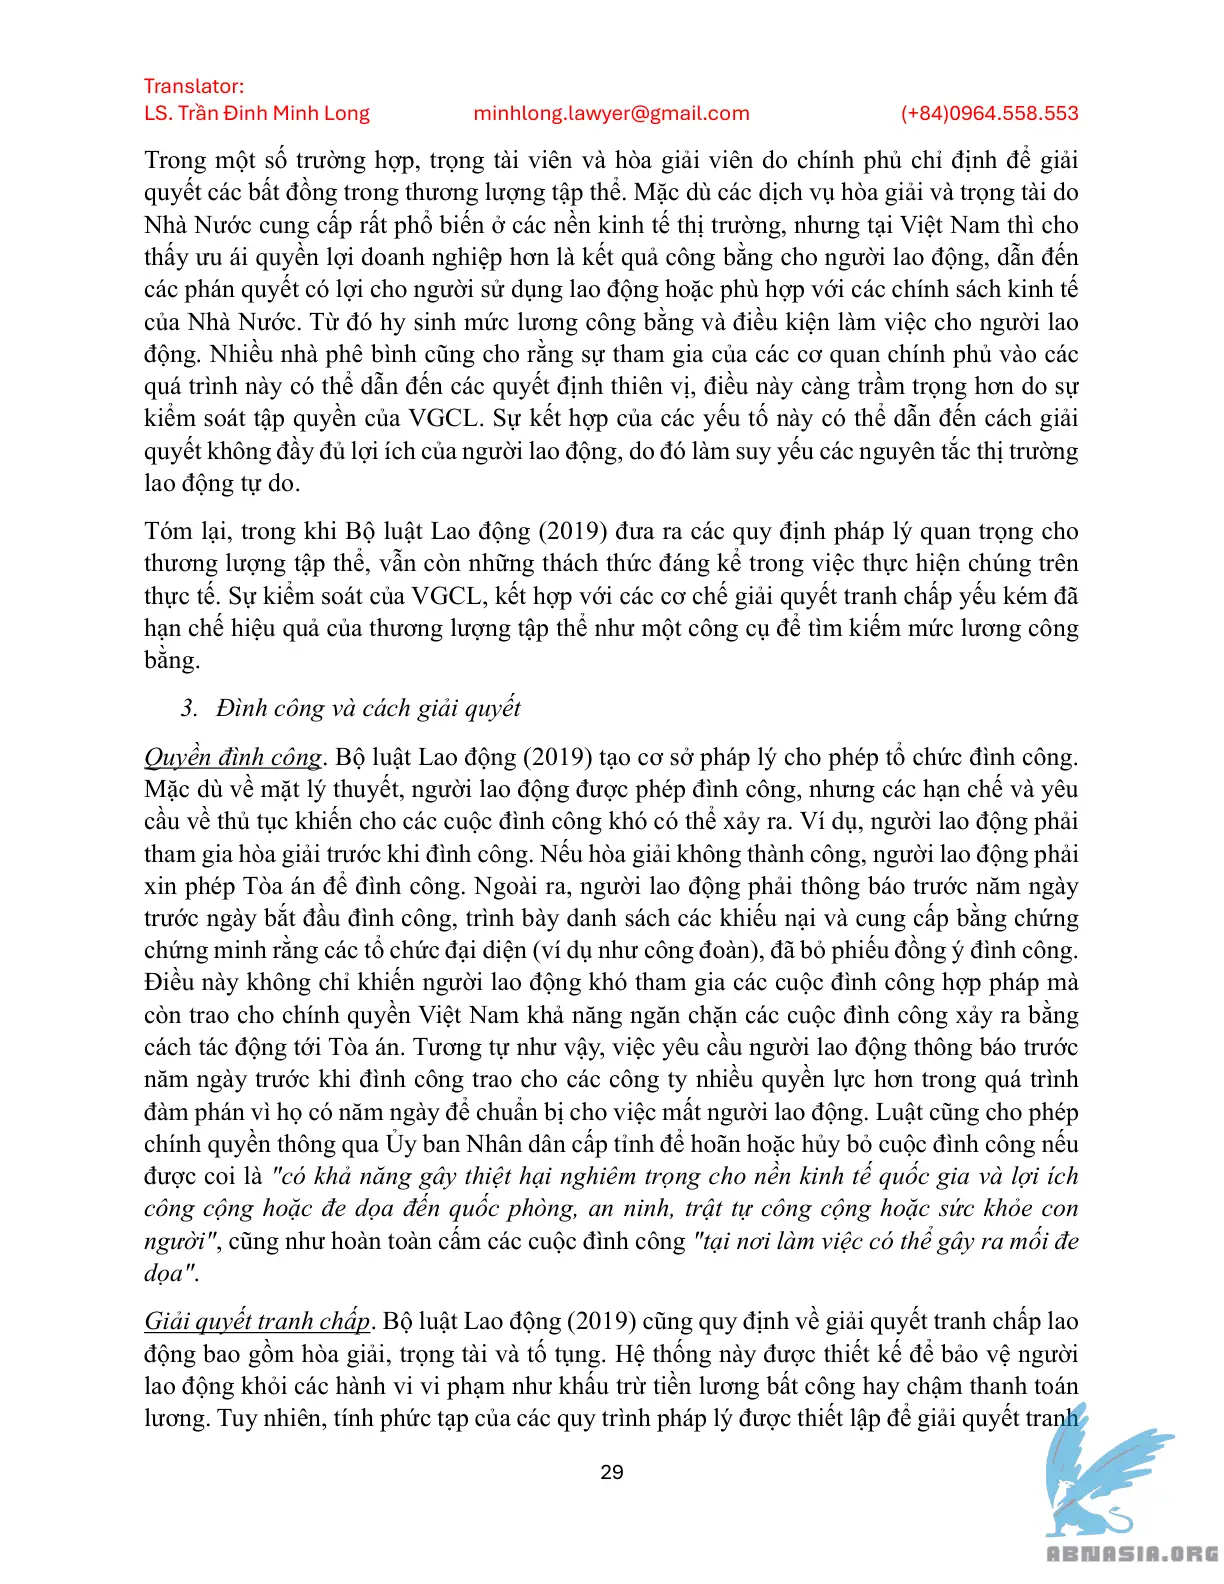 Translator:
LS. Trần Đình Minh Long minhlong.lawyer@gmail.com (+84)0964.558.553
Trong một số trường hợp, trọng tài viên và hòa giải viên do chính phủ chỉ định để giải
quyết các bất đồng trong thương lượng tập thể. Mặc dù các dịch vụ hòa giải và trọng tài do
Nhà Nước cung cấp rất phổ biến ở các nền kinh tế thị trường, nhưng tại Việt Nam thì cho
thấy ưu ái quyền lợi doanh nghiệp hơn là kết quả công bằng cho người lao động, dẫn đến
các phán quyết có lợi cho người sử dụng lao động hoặc phù hợp với các chính sách kinh tế
của Nhà Nước. Từ đó hy sinh mức lương công bằng và điều kiện làm việc cho người lao
động. Nhiều nhà phê bình cũng cho rằng sự tham gia của các cơ quan chính phủ vào các
quá trình này có thể dẫn đến các quyết định thiên vị, điều này càng trầm trọng hơn do sự
kiểm soát tập quyền của VGCL. Sự kết hợp của các yếu tố này có thể dẫn đến cách giải
quyết không đầy đủ lợi ích của người lao động, do đó làm suy yếu các nguyên tắc thị trường
lao động tự do.
Tóm lại, trong khi Bộ luật Lao động (2019) đưa ra các quy định pháp lý quan trọng cho
thương lượng tập thể, vẫn còn những thách thức đáng kể trong việc thực hiện chúng trên
thực tế. Sự kiểm soát của VGCL, kết hợp với các cơ chế giải quyết tranh chấp yếu kém đã
hạn chế hiệu quả của thương lượng tập thể như một công cụ để tìm kiếm mức lương công
bằng.
3. Đình công và cách giải quyết
Quyền đình công. Bộ luật Lao động (2019) tạo cơ sở pháp lý cho phép tổ chức đình công.
Mặc dù về mặt lý thuyết, người lao động được phép đình công, nhưng các hạn chế và yêu
cầu về thủ tục khiến cho các cuộc đình công khó có thể xảy ra. Ví dụ, người lao động phải
tham gia hòa giải trước khi đình công. Nếu hòa giải không thành công, người lao động phải
xin phép Tòa án để đình công. Ngoài ra, người lao động phải thông báo trước năm ngày
trước ngày bắt đầu đình công, trình bày danh sách các khiếu nại và cung cấp bằng chứng
chứng minh rằng các tổ chức đại diện (ví dụ như công đoàn), đã bỏ phiếu đồng ý đình công.
Điều này không chỉ khiến người lao động khó tham gia các cuộc đình công hợp pháp mà
còn trao cho chính quyền Việt Nam khả năng ngăn chặn các cuộc đình công xảy ra bằng
cách tác động tới Tòa án. Tương tự như vậy, việc yêu cầu người lao động thông báo trước
năm ngày trước khi đình công trao cho các công ty nhiều quyền lực hơn trong quá trình
đàm phán vì họ có năm ngày để chuẩn bị cho việc mất người lao động. Luật cũng cho phép
chính quyền thông qua Ủy ban Nhân dân cấp tỉnh để hoãn hoặc hủy bỏ cuộc đình công nếu
được coi là "có khả năng gây thiệt hại nghiêm trọng cho nền kinh tế quốc gia và lợi ích
công cộng hoặc đe dọa đến quốc phòng, an ninh, trật tự công cộng hoặc sức khỏe con
người", cũng như hoàn toàn cấm các cuộc đình công "tại nơi làm việc có thể gây ra mối đe
dọa".
Giải quyết tranh chấp. Bộ luật Lao động (2019) cũng quy định về giải quyết tranh chấp lao
động bao gồm hòa giải, trọng tài và tố tụng. Hệ thống này được thiết kế để bảo vệ người
lao động khỏi các hành vi vi phạm như khấu trừ tiền lương bất công hay chậm thanh toán
lương. Tuy nhiên, tính phức tạp của các quy trình pháp lý được thiết lập để giải quyết tranh
29
ABNASIA.ORG